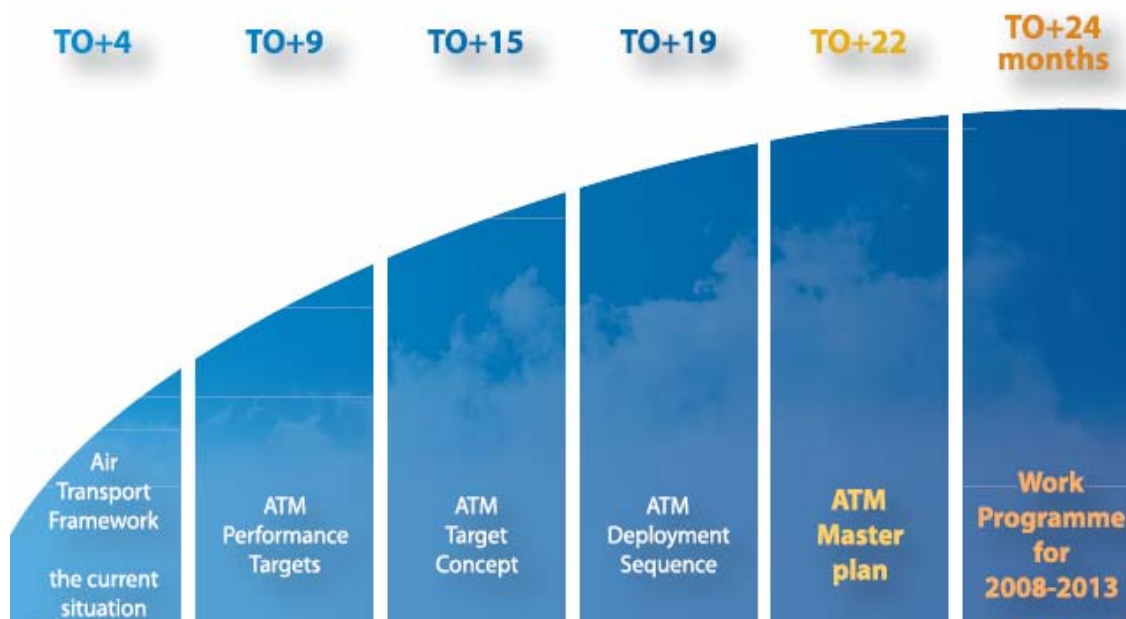 TO+4
TO+9
TO+15
TO+19
TO+22
TO+24
months
Air
Transport
Framework
the current
situation
ATM
Performance
Targets
ATM
Target
Concept
ATM
Deployment
Sequence
ATM
Master
plan
Work
Programme
for
2008-2013